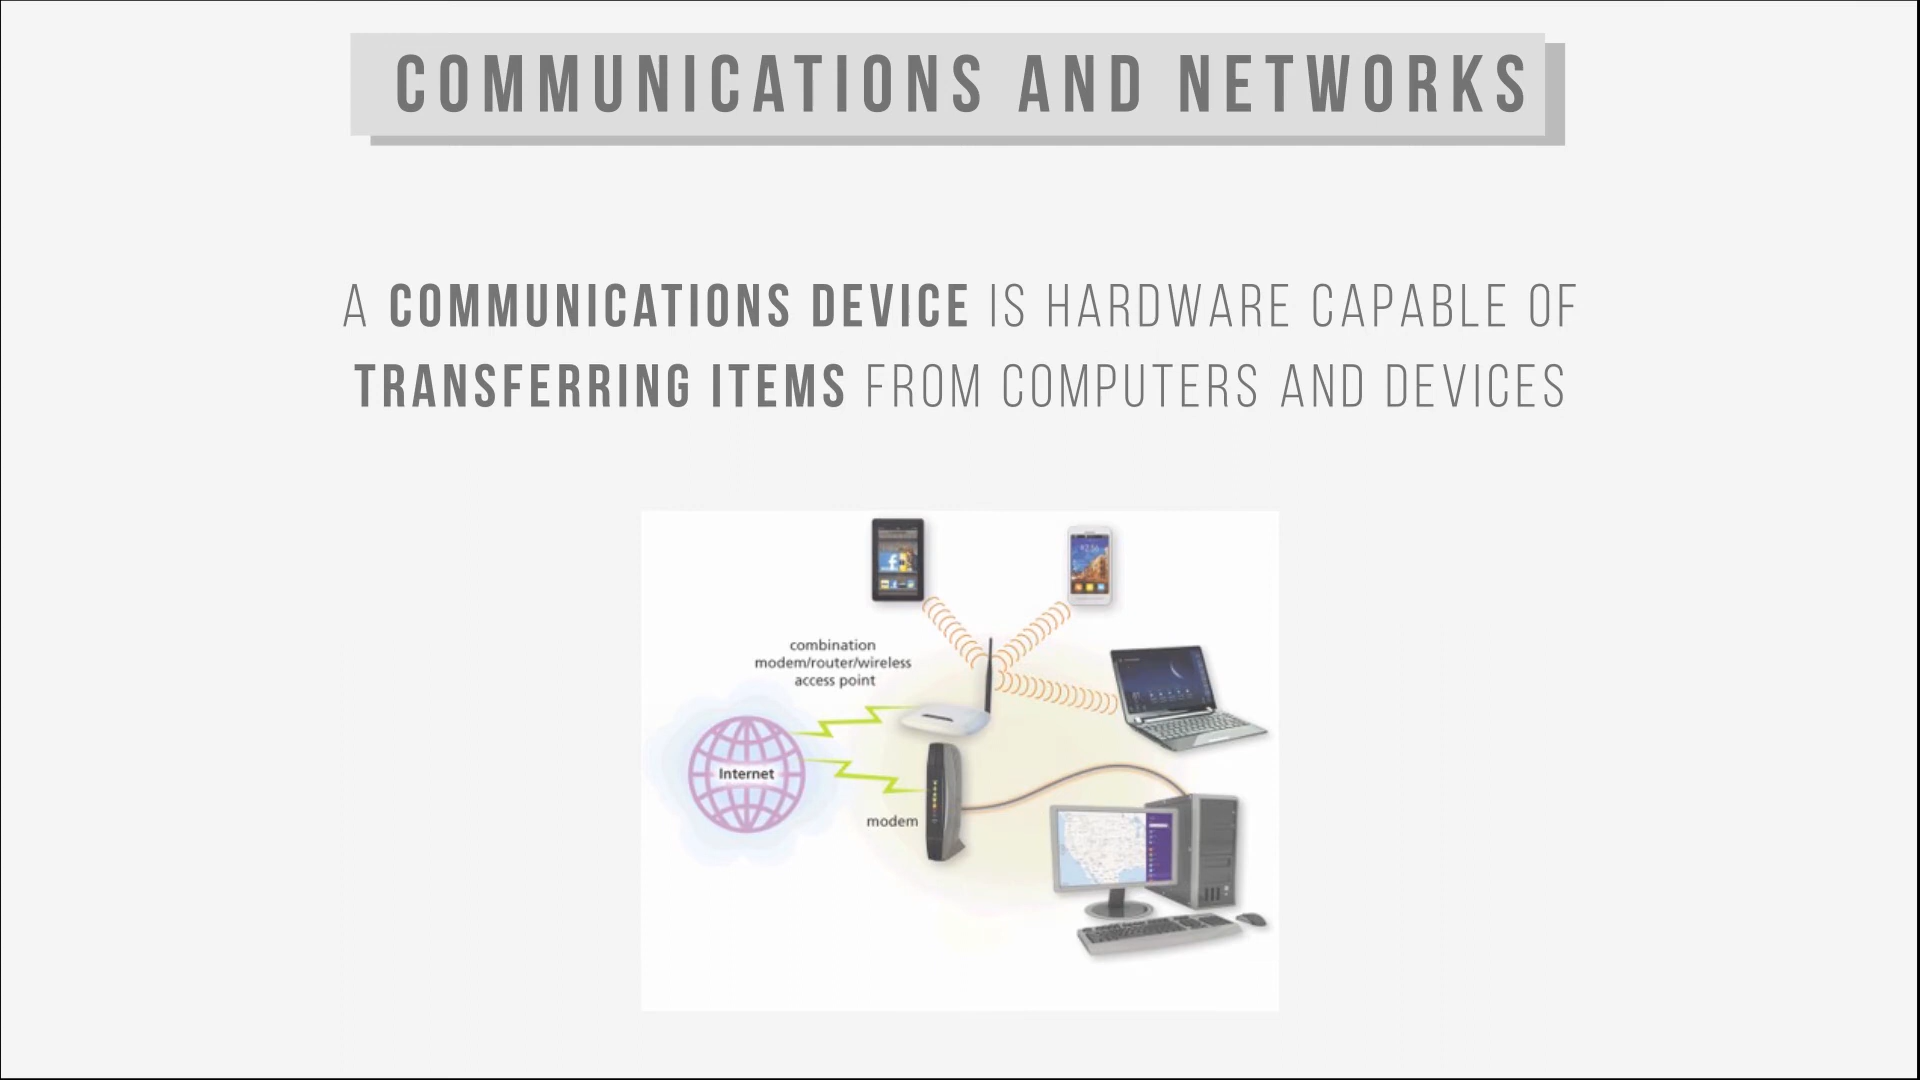 COMMUNICATIONS AND NETWORKS
A COMMUNICATIONS DEVICE IS HARDWARE CAPABLE OF
TRANSFERRING ITEMS FROM COMPUTERS AND DEVICES
combination
modem/router/wireless
access point
Internet
modem